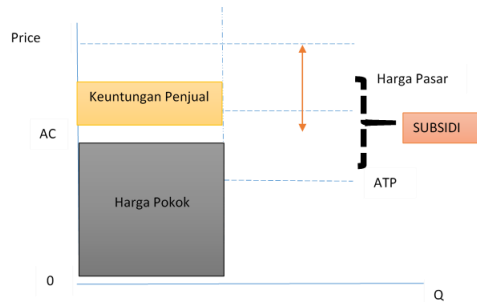 Price
Harga Pasar
Keuntungan Penjual
SUBSIDI
AC
ATP
Harga Pokok
0
Q